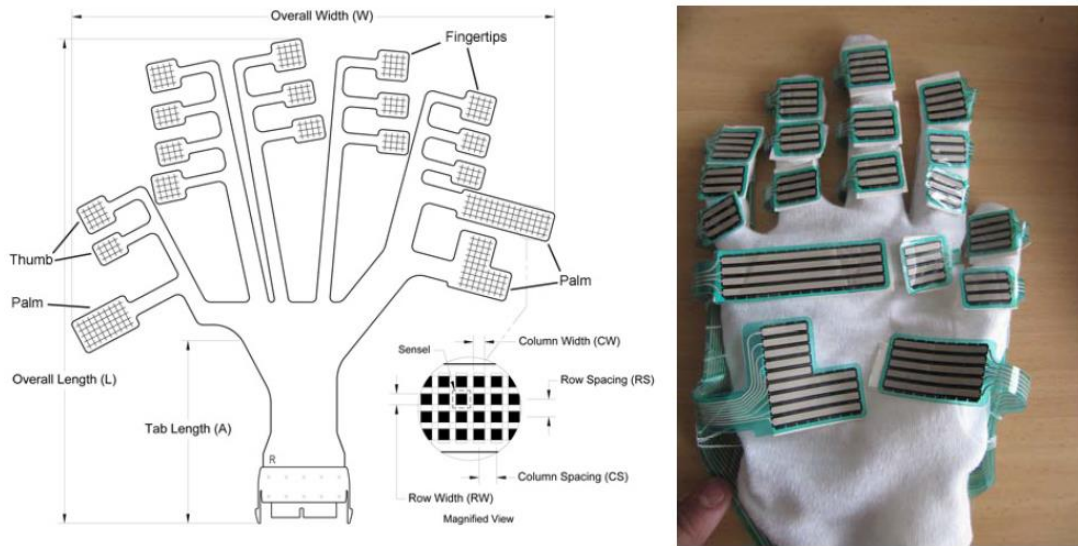 Overall Width (W)
Fingertips
Thumb
Palm
Palm
Overall Length (L)
Tab Length (A)
Sensel
Column Width (CW)
Row Spacing (RS)
Column Spacing (CS)
Row Width (RW)
Magnified View
R